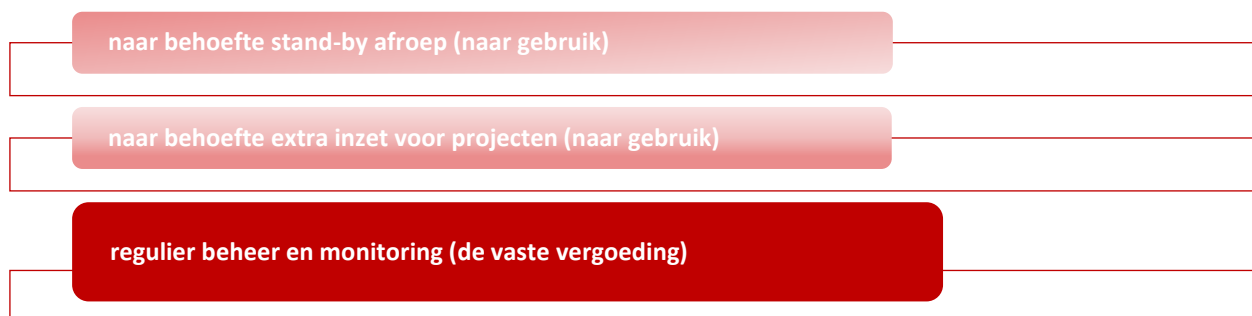 naar behoefte stand-by afroep (naar gebruik)
naar behoefte extra inzet voor projecten (naar gebruik)
regulier beheer en monitoring (de vaste vergoeding)